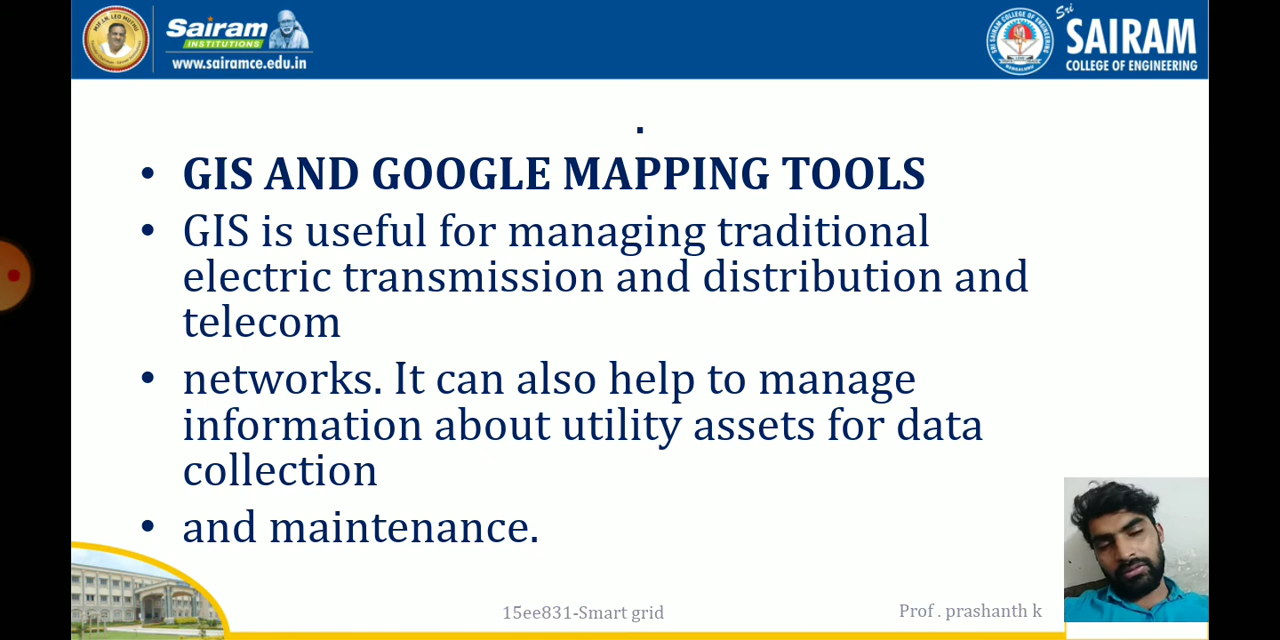 Sairam
INSTITUTIONS
www.sairamce.edu.in
Sri
SAIRAM
COLLEGE OF ENGINEERING
.
• GIS AND GOOGLE MAPPING TOOLS
• GIS is useful for managing traditional
electric transmission and distribution and
telecom
• networks. It can also help to manage
information about utility assets for data
collection
• and maintenance.
15ee831-Smart grid
Prof . prashanth k